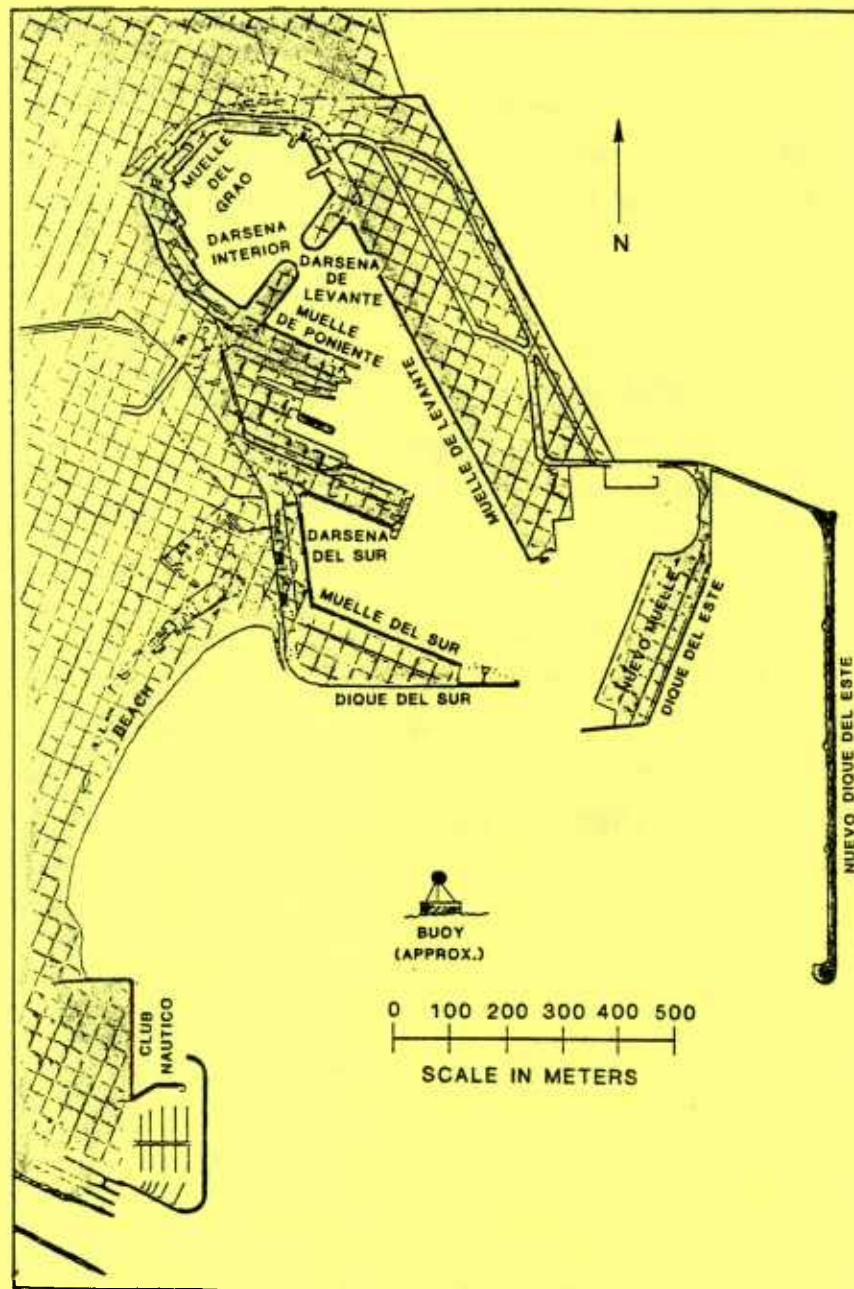 MUELLE
DEL
GRAO
DARSENA
INTERIOR
DARSENA
DE
LEVANTE
MUELLE
DE PONIENTE
N
MUELLE DE LEVANTE
DARSENA
DEL SUR
MUELLE DEL SUR
DIQUE DEL SUR
NUEVO MUELLE
DIQUE DEL ESTE
NUEVO DIQUE DEL ESTE
BEACH
BUOY
(APPROX.)
0 100 200 300 400 500
SCALE IN METERS
CLUB
NAUTICO